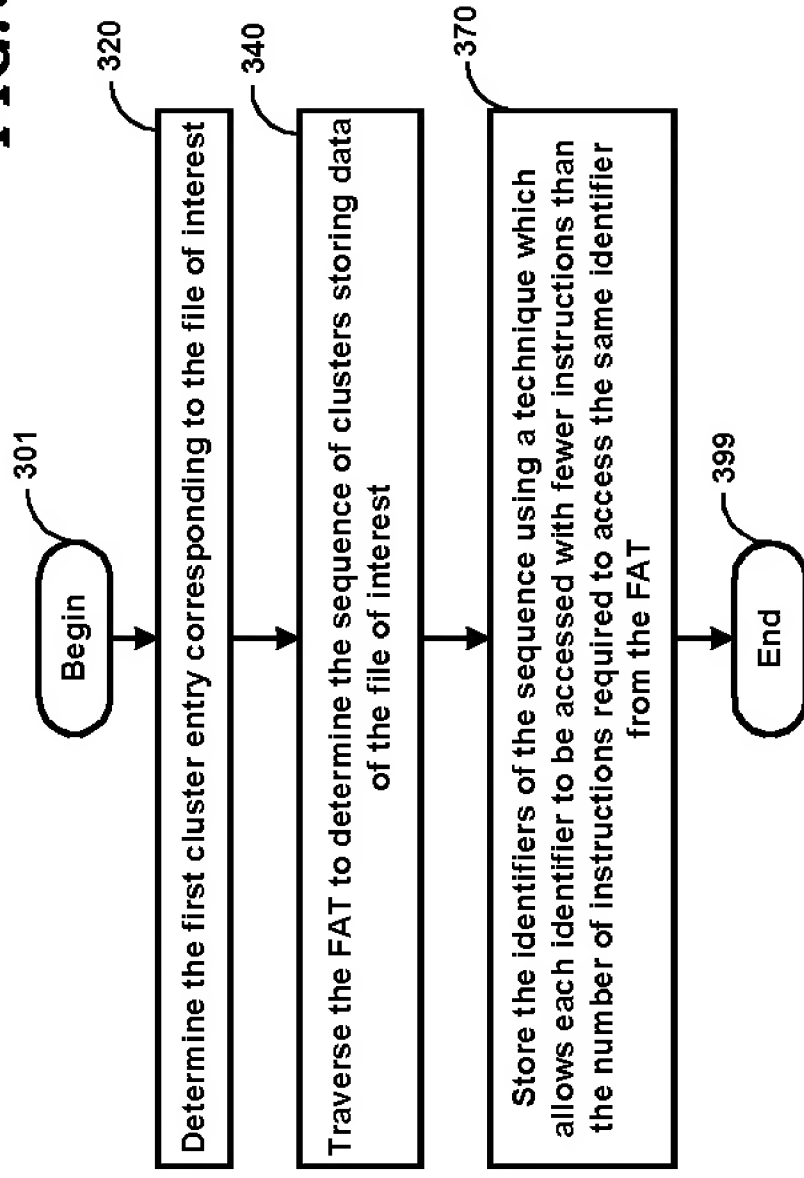 301
Begin
320
Determine the first cluster entry corresponding to the file of interest
340
Traverse the FAT to determine the sequence of clusters storing data
of the file of interest
370
Store the identifiers of the sequence using a technique which
allows each identifier to be accessed with fewer instructions than
the number of instructions required to access the same identifier
from the FAT
399
End